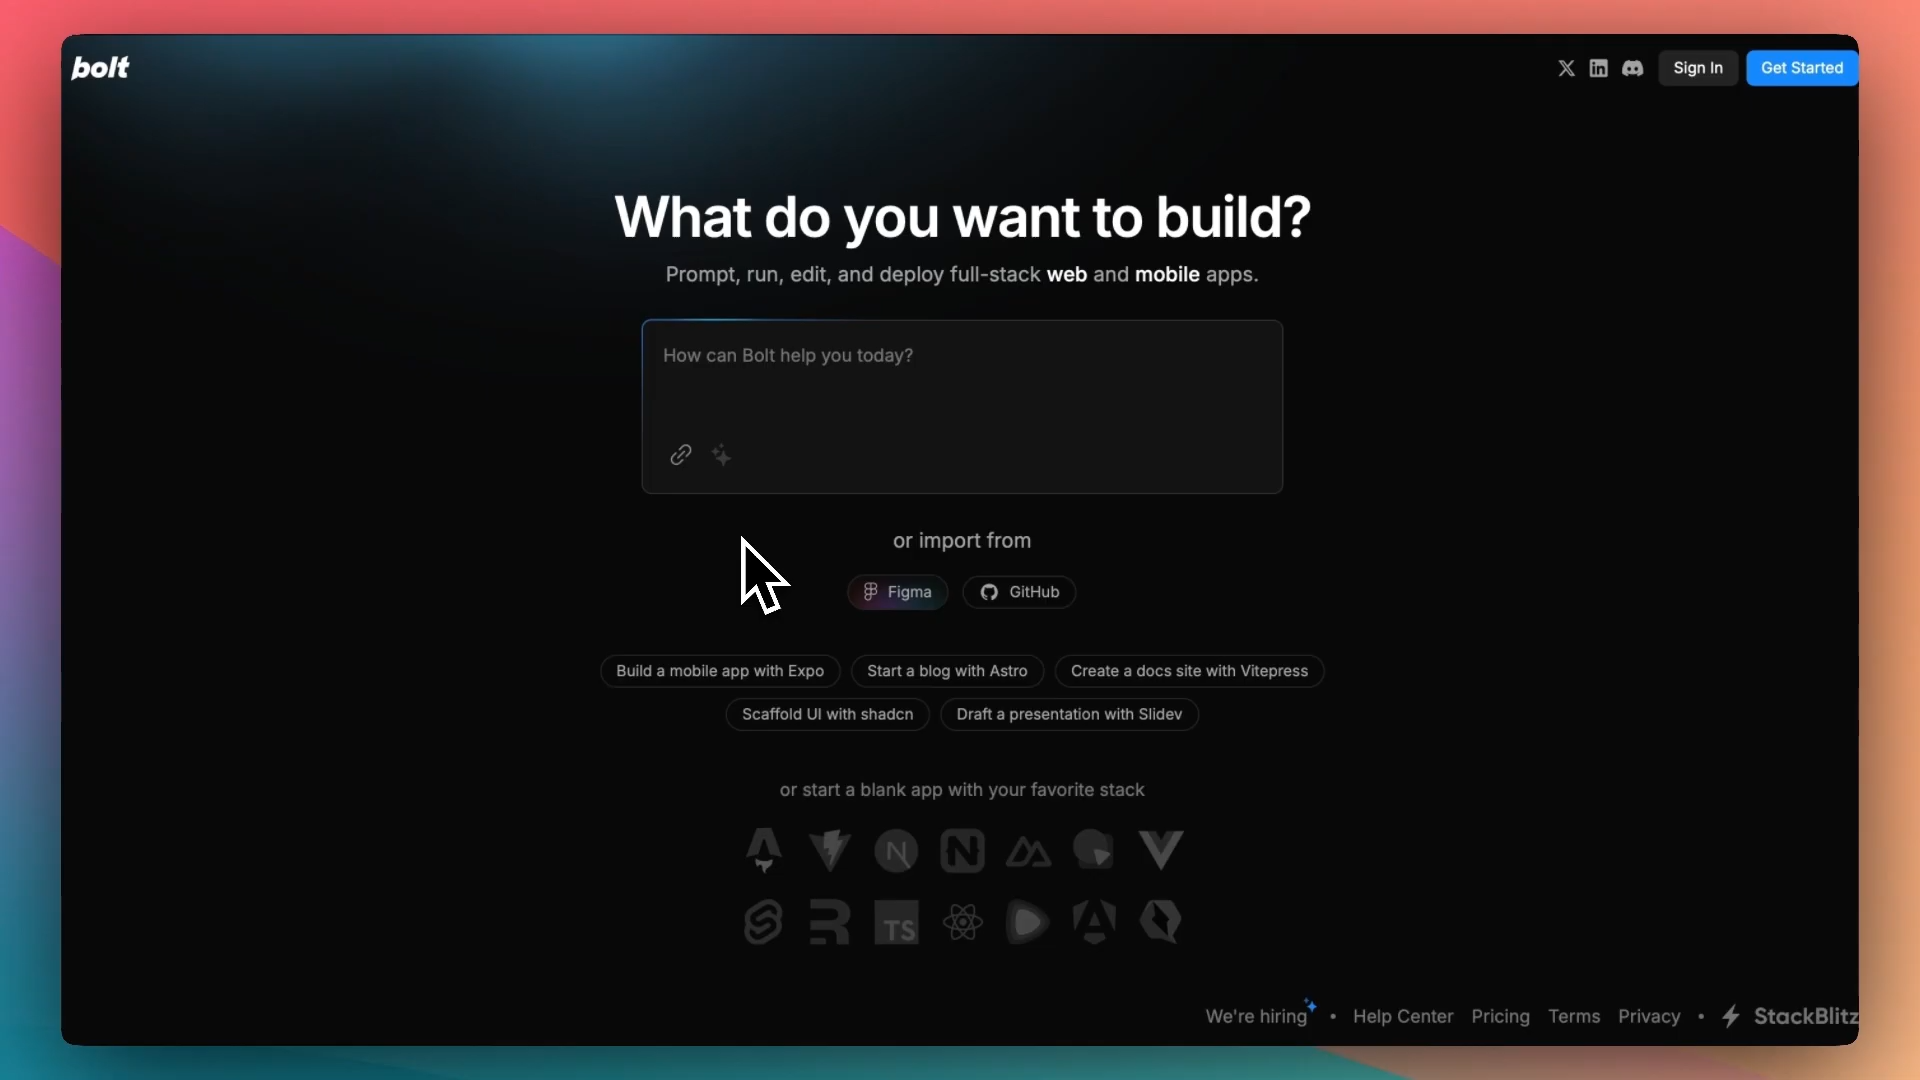 bolt
Sign In
Get Started
What do you want to build?
Prompt, run, edit, and deploy full-stack web and mobile apps.
How can Bolt help you today?
or import from
Figma
GitHub
Build a mobile app with Expo
Start a blog with Astro
Create a docs site with Vitepress
Scaffold UI with shadcn
Draft a presentation with Slidev
or start a blank app with your favorite stack
TS
We're hiring • Help Center Pricing Terms Privacy • StackBlitz